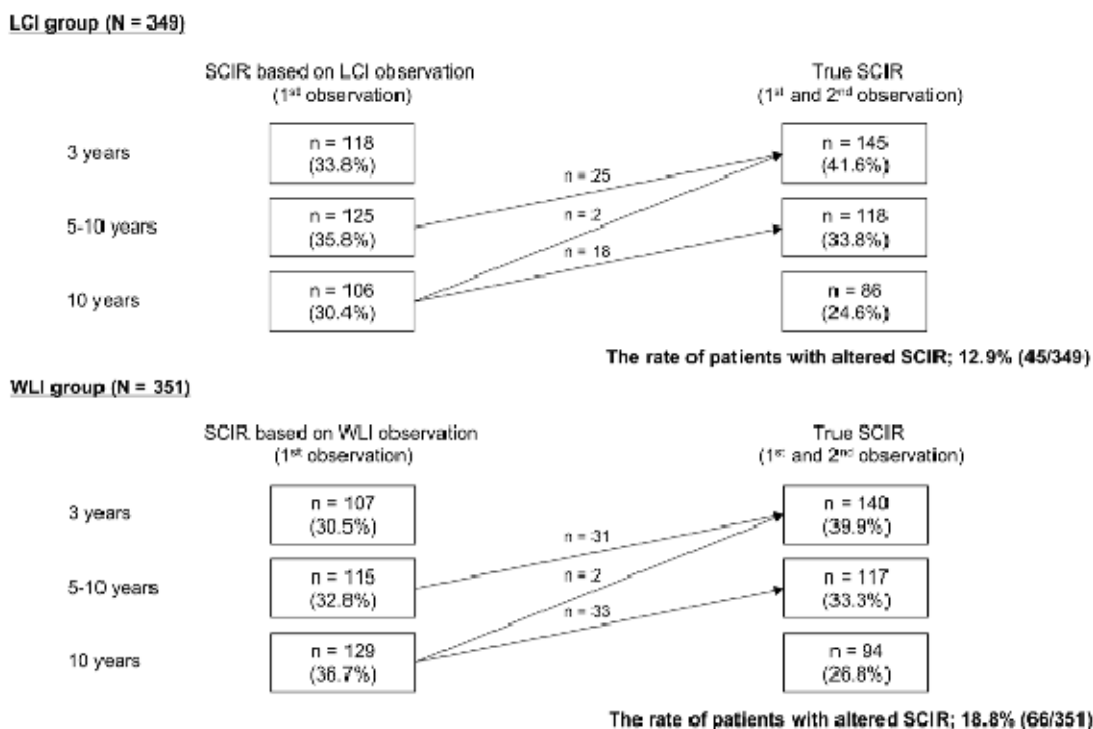 LCI group (N = 349)
SCIR based on LCI observation
(1st observation)
True SCIR
(1st and 2nd observation)
3 years
n = 118
(33.8%)
n = 145
(41.6%)
n = 25
5-10 years
n = 125
(35.8%)
n = 2
n = 118
(33.8%)
n = 18
10 years
n = 106
(30.4%)
n = 86
(24.6%)
The rate of patients with altered SCIR; 12.9% (45/349)
WLI group (N = 351)
SCIR based on WLI observation
(1st observation)
True SCIR
(1st and 2nd observation)
3 years
n = 107
(30.5%)
n = 140
(39.9%)
n = 31
5-10 years
n = 115
(32.8%)
n = 2
n = 117
(33.3%)
n = 33
10 years
n = 129
(36.7%)
n = 94
(26.8%)
The rate of patients with altered SCIR; 18.8% (66/351)